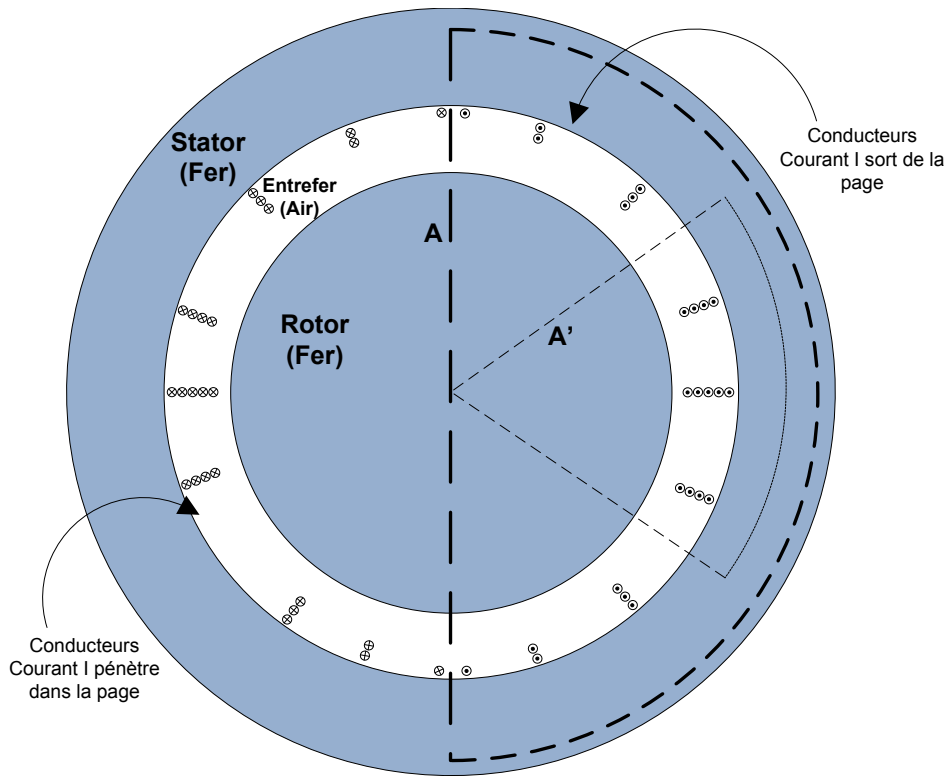 Stator
(Fer)
Entrefer
(Air)
Conducteurs
Courant I sort de la
page
A
A’
Rotor
(Fer)
Conducteurs
Courant I pénètre
dans la page